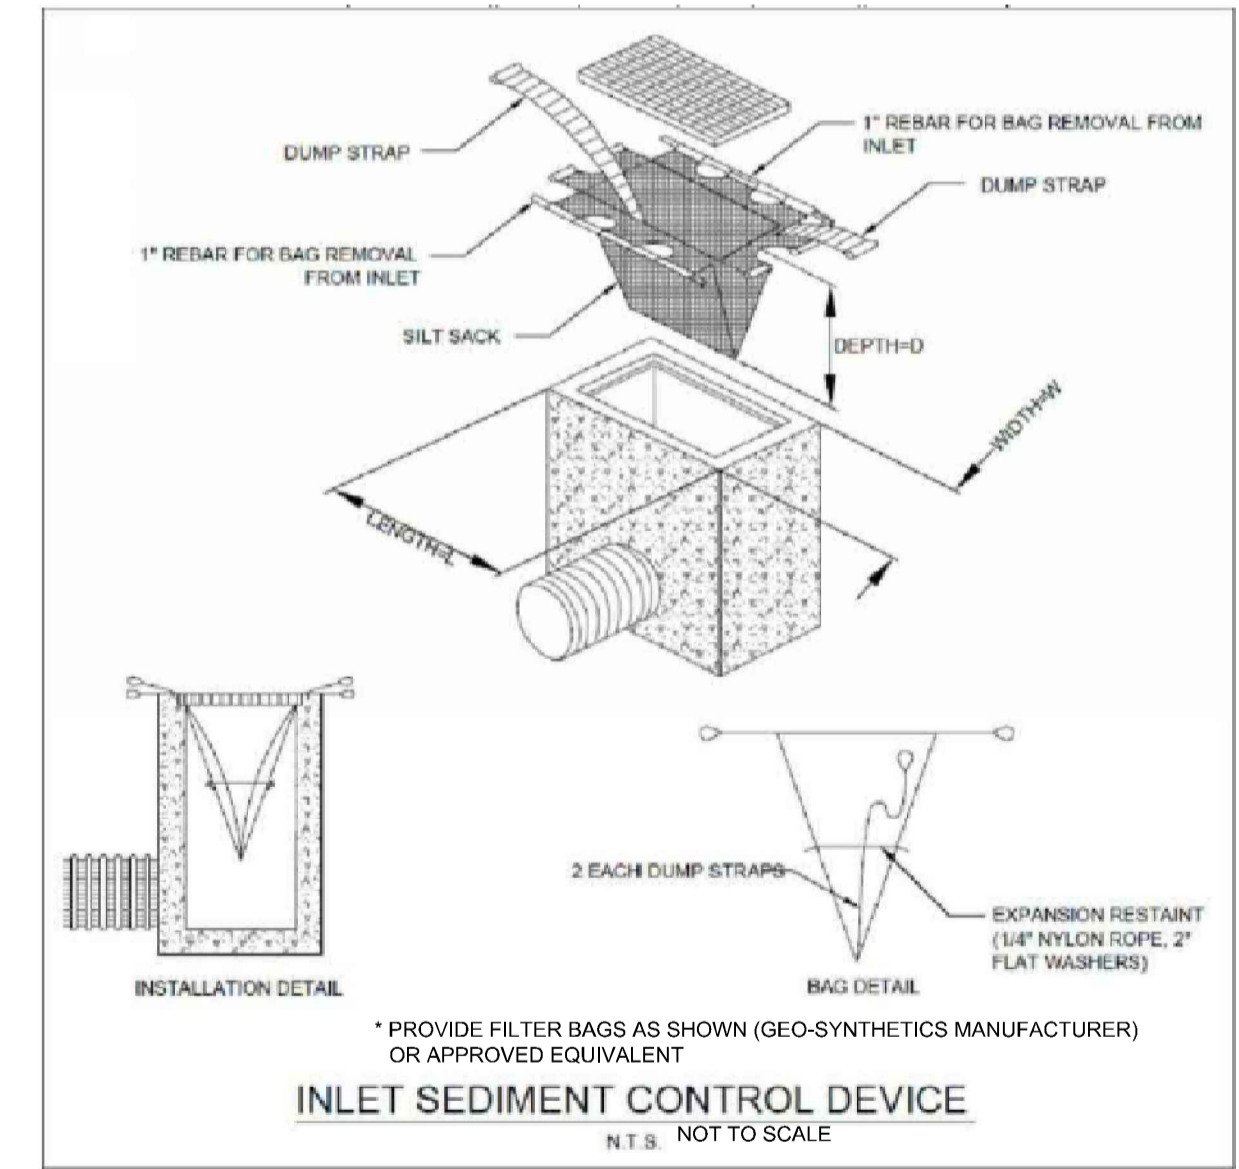 DUMP STRAP
1" REBAR FOR BAG REMOVAL FROM
INLET
DUMP STRAP
1" REBAR FOR BAG REMOVAL
FROM INLET
SILT SACK
DEPTH=D
WIDTH=W
LENGTH=L
2 EACH DUMP STRAPS
EXPANSION RESTAINT
(1/4" NYLON ROPE, 2"
FLAT WASHERS)
INSTALLATION DETAIL
BAG DETAIL
* PROVIDE FILTER BAGS AS SHOWN (GEO-SYNTHETICS MANUFACTURER)
OR APPROVED EQUIVALENT
INLET SEDIMENT CONTROL DEVICE
N.T.S. NOT TO SCALE